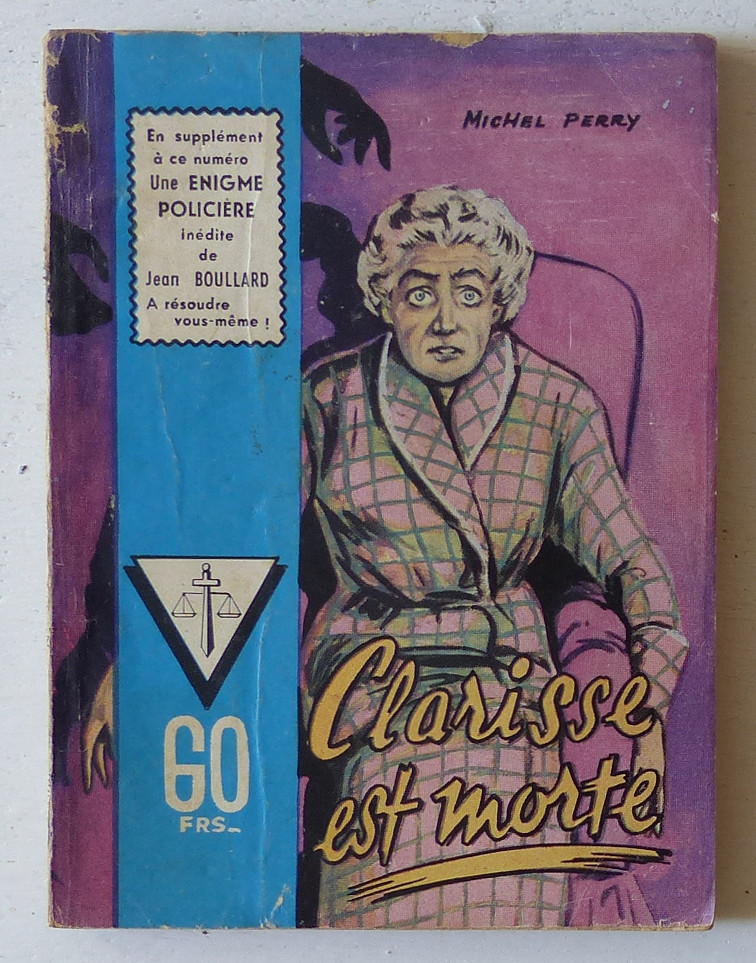 En supplément
à ce numéro
Une ENIGME
POLICIÈRE
inédite
de
Jean BOULLARD
A résoudre
vous-même !
MICHEL PERRY
60
FRS_
Clarisse
est morte